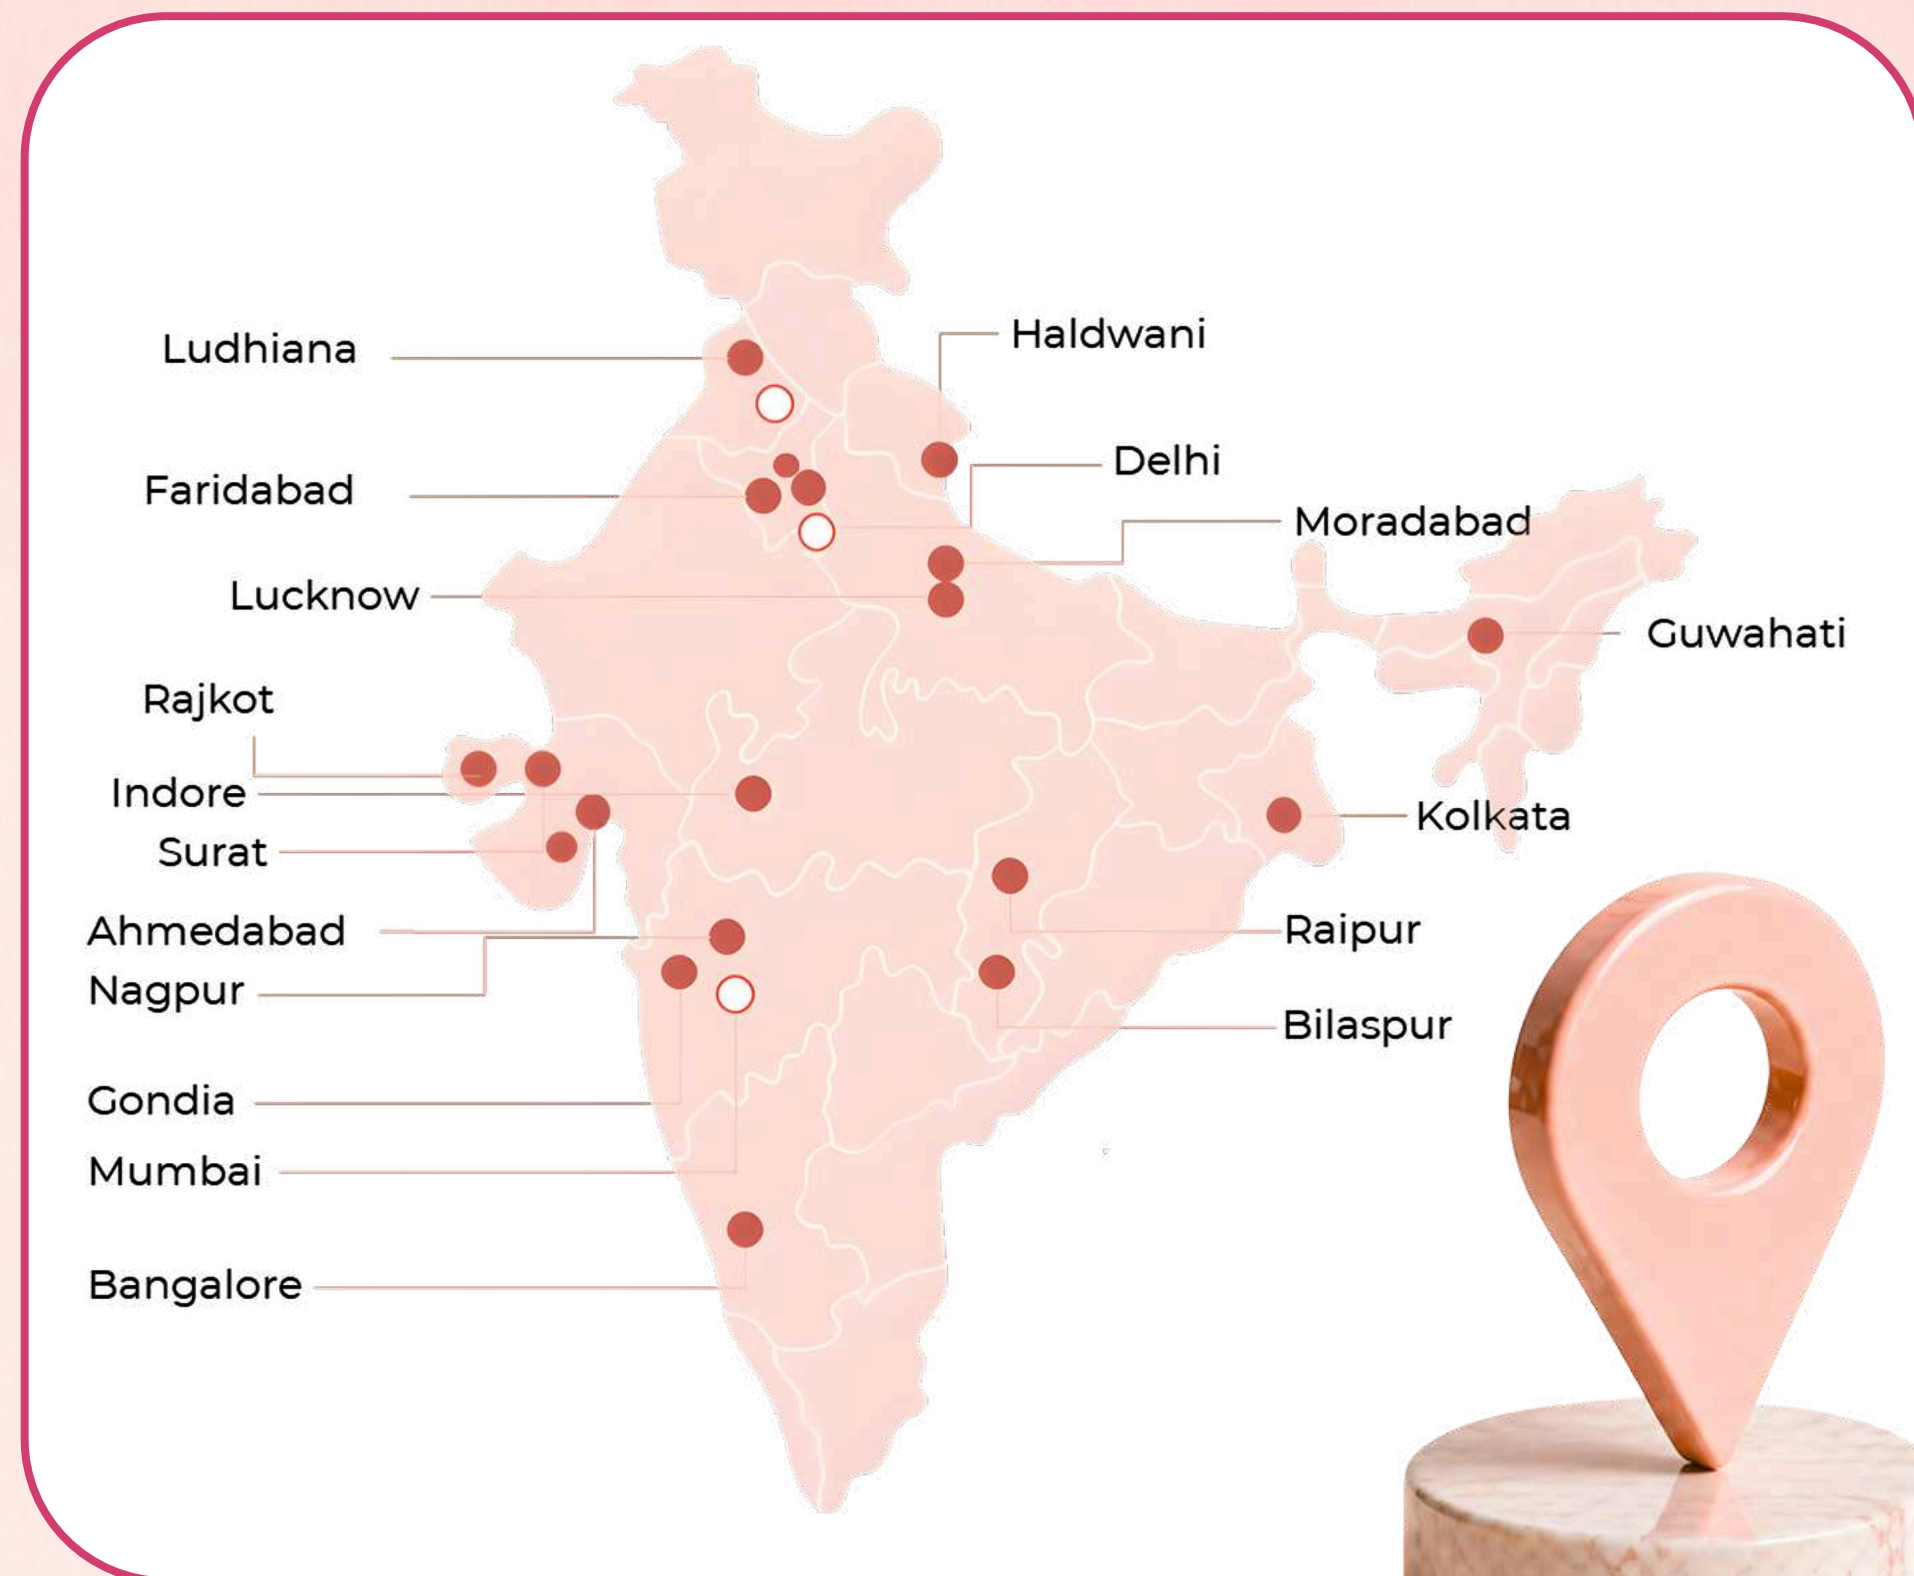 Ludhiana
Haldwani
Delhi
Faridabad
Moradabad
Lucknow
Guwahati
Rajkot
Indore
Kolkata
Surat
Ahmedabad
Raipur
Nagpur
Bilaspur
Gondia
Mumbai
Bangalore